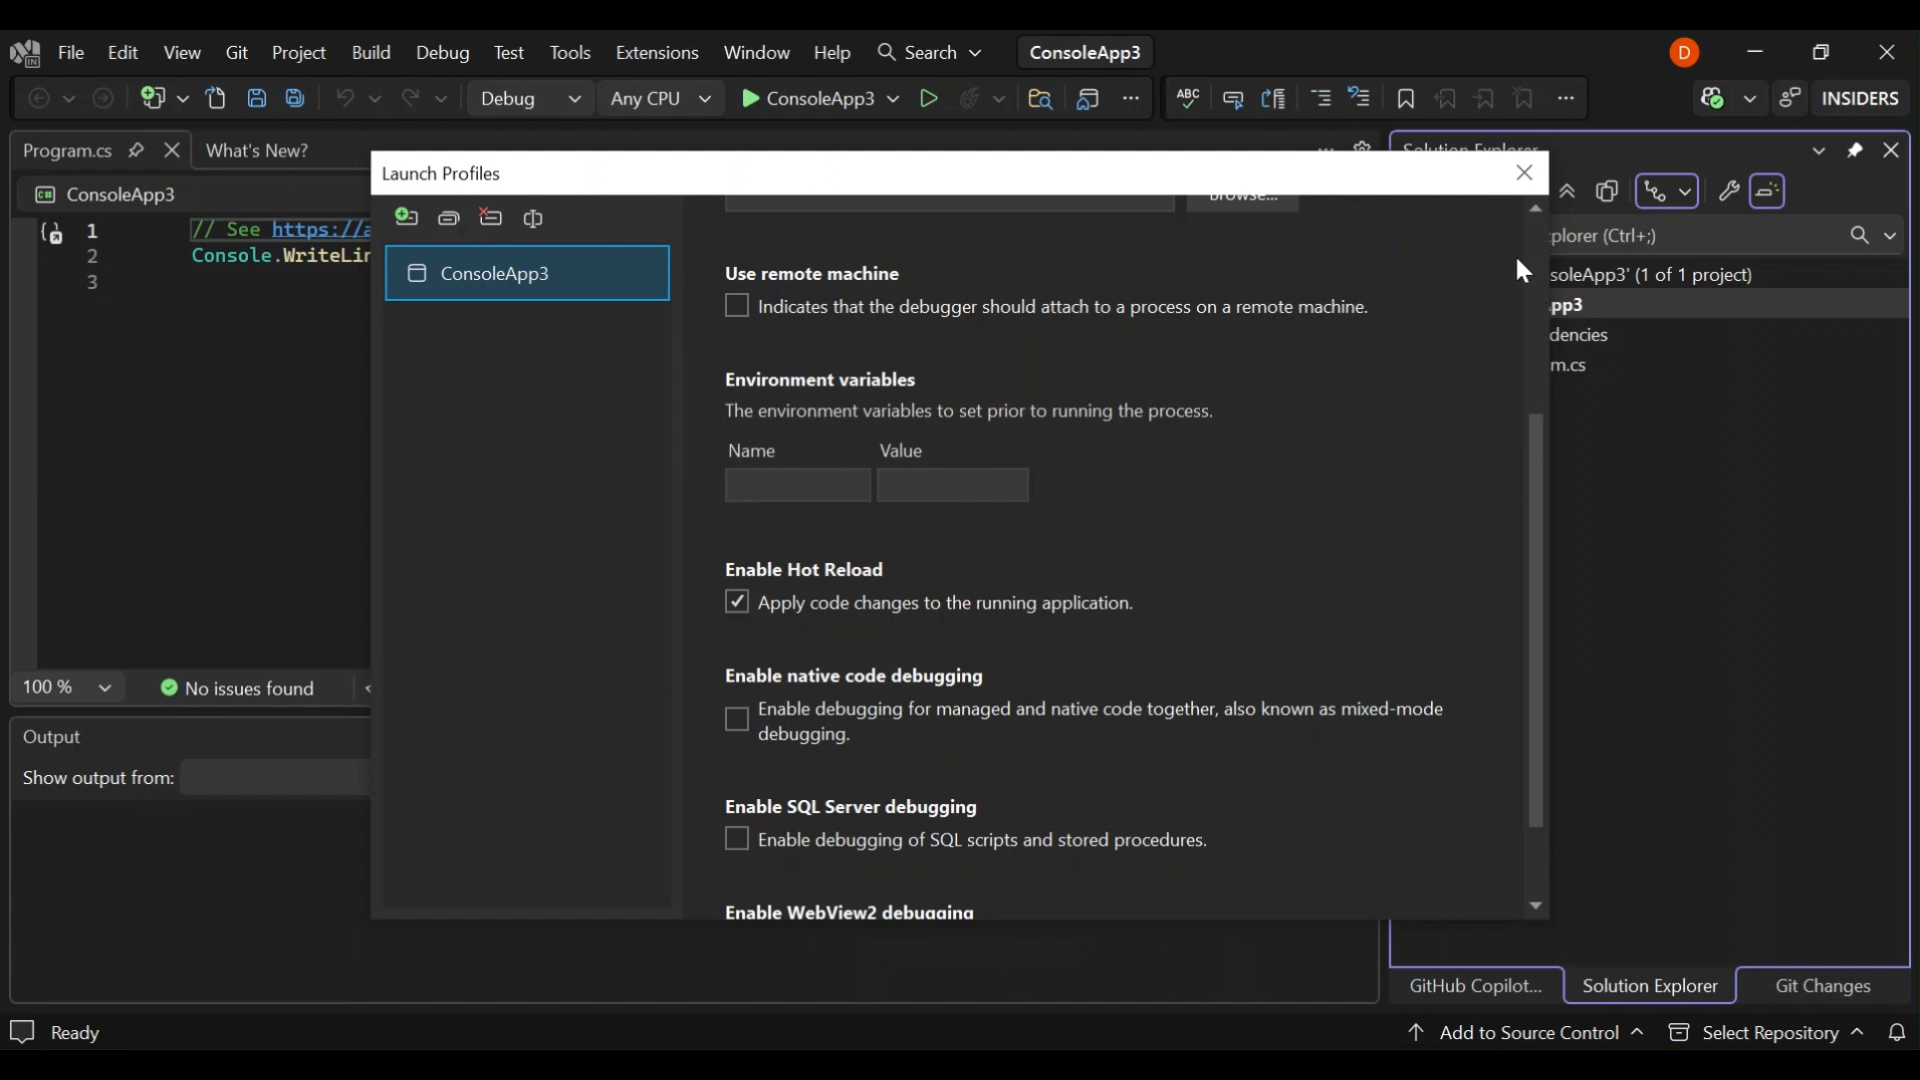 File Edit View Git Project Build Debug Test Tools Extensions Window Help Search ConsoleApp3 D
Debug Any CPU ConsoleApp3 ABC INSIDERS
Program.cs What's New? Solution Explorer
Launch Profiles
ConsoleApp3
Browse...
plorer (Ctrl+;)
{ 1 // See https://a
2 Console.WriteLin
3
ConsoleApp3
soleApp3' (1 of 1 project)
pp3
dencies
m.cs
Use remote machine
Indicates that the debugger should attach to a process on a remote machine.
Environment variables
The environment variables to set prior to running the process.
Name Value
Enable Hot Reload
Apply code changes to the running application.
Enable native code debugging
Enable debugging for managed and native code together, also known as mixed-mode
debugging.
Enable SQL Server debugging
Enable debugging of SQL scripts and stored procedures.
Enable WebView2 debugging
100 % No issues found
Output
Show output from:
GitHub Copilot... Solution Explorer Git Changes
Ready Add to Source Control Select Repository